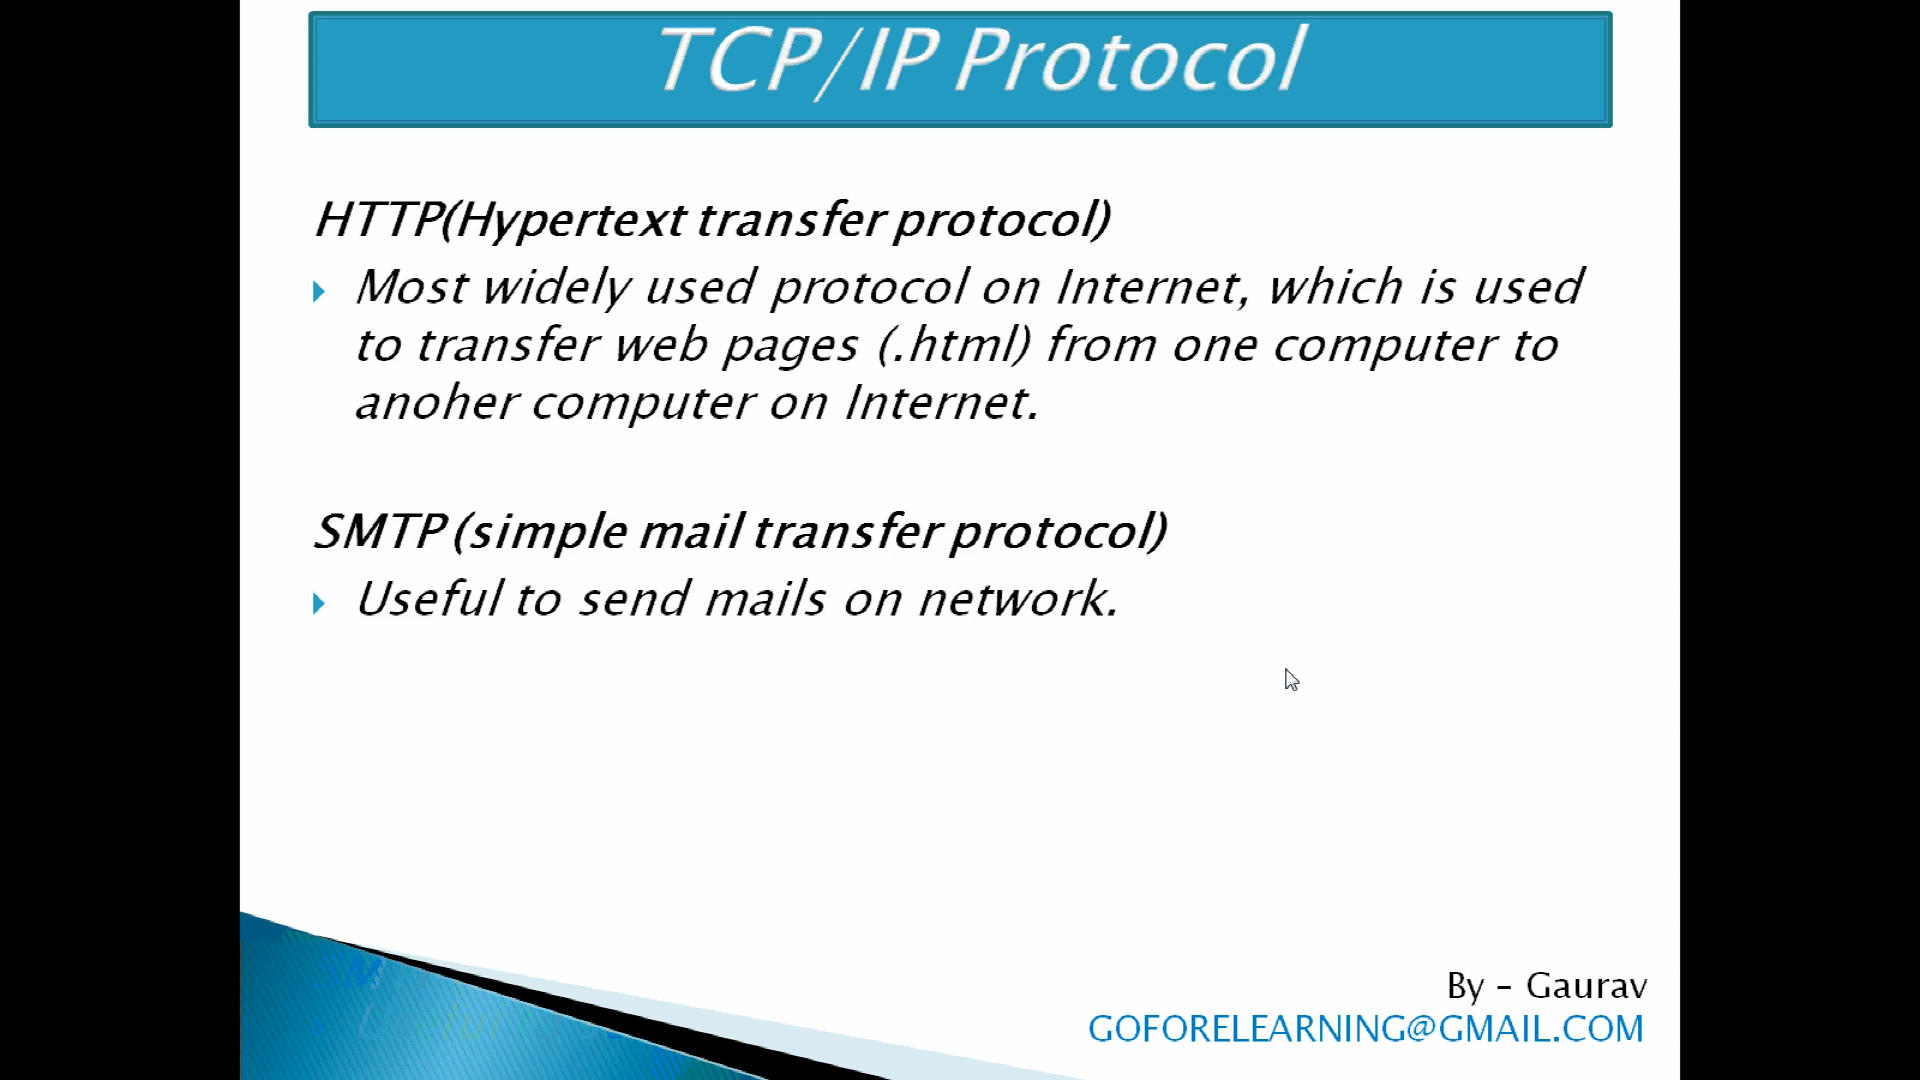 TCP/IP Protocol
HTTP(Hypertext transfer protocol)
Most widely used protocol on Internet, which is used
to transfer web pages (.html) from one computer to
anoher computer on Internet.
SMTP (simple mail transfer protocol)
Useful to send mails on network.
By – Gaurav
GOFORELEARNING@GMAIL.COM